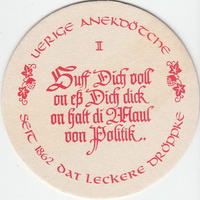 UERIGE ANEKDÖTCHE
II
Suff Dich voll
on eß Dich dick
on halt di Maul
von Politik..
SEIT 1862 DAT LECKERE DRÖPPKE